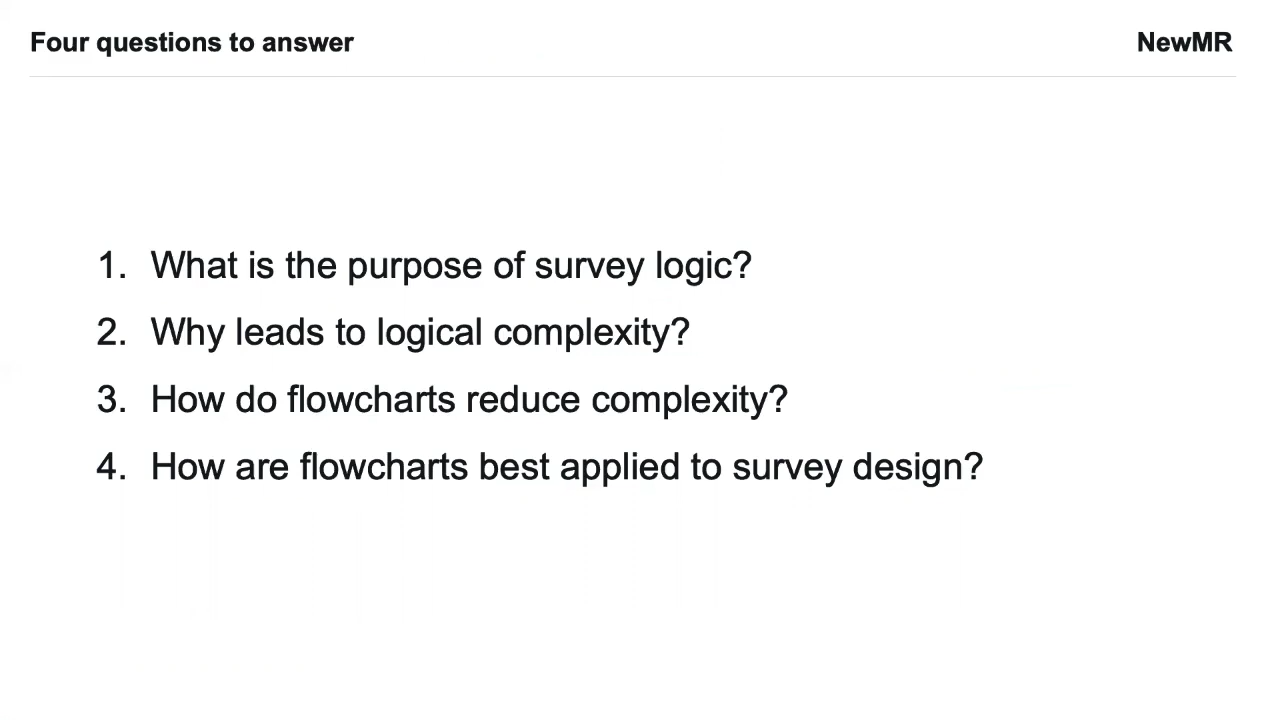 Four questions to answer
NewMR
1. What is the purpose of survey logic?
2. Why leads to logical complexity?
3. How do flowcharts reduce complexity?
4. How are flowcharts best applied to survey design?